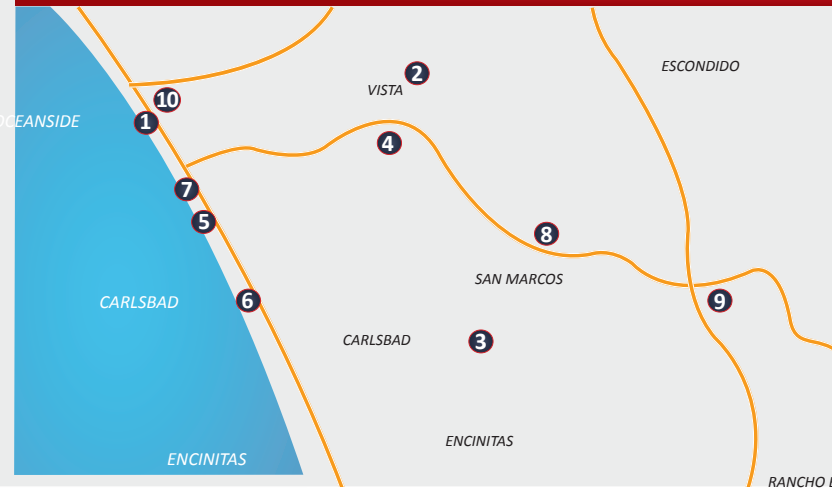 ESCONDIDO
2
VISTA
10
OCEANSIDE
1
4
7
5
8
SAN MARCOS
6
9
CARLSBAD
CARLSBAD
3
ENCINITAS
ENCINITAS
RANCHO